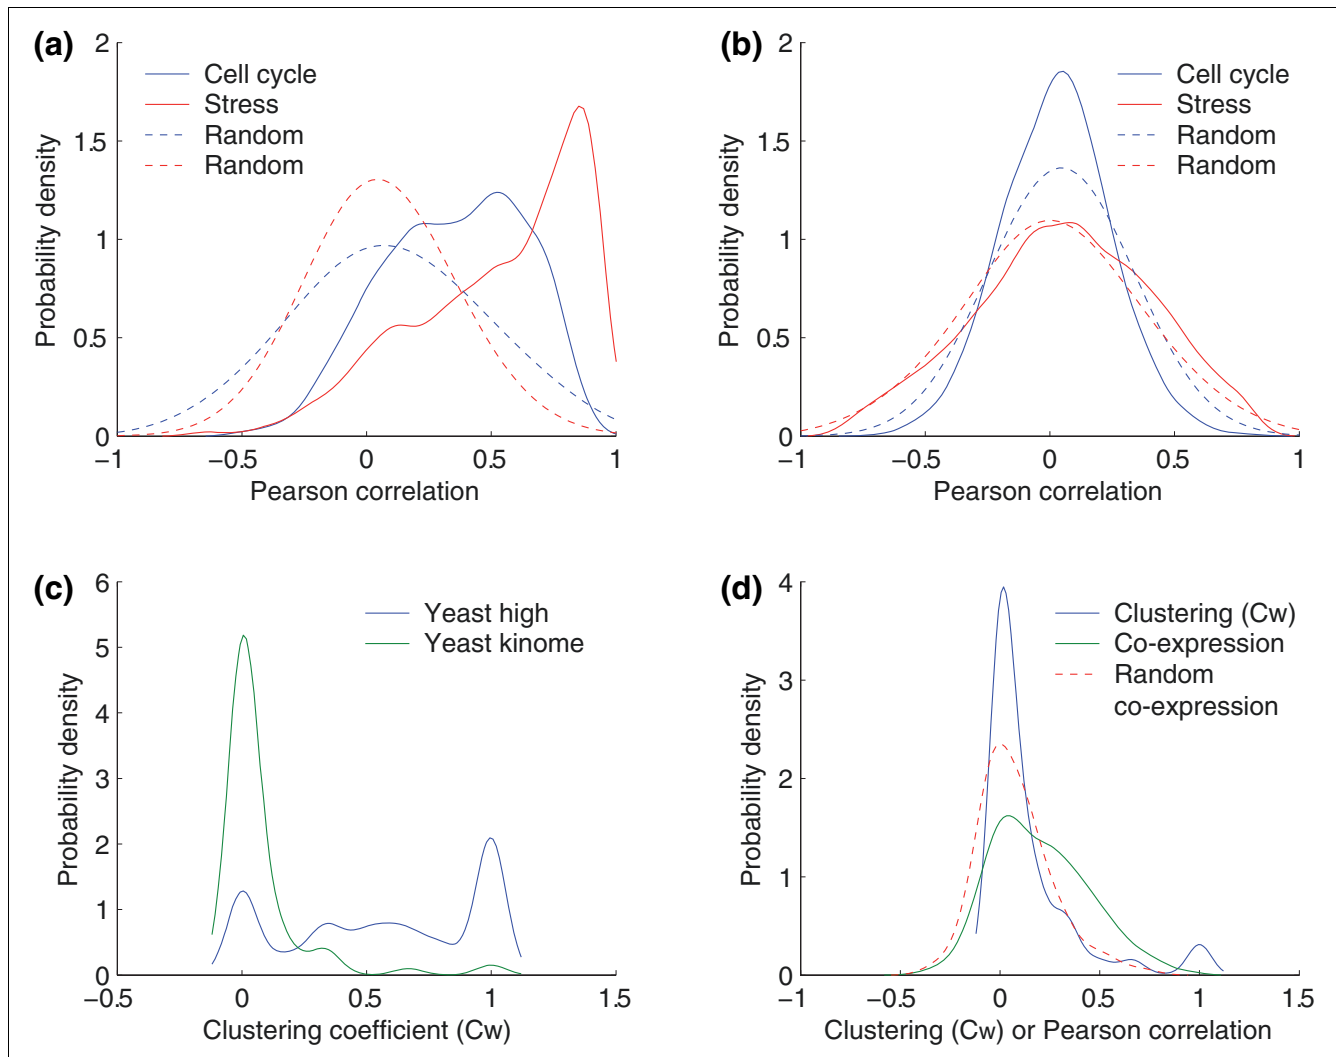 (a)
2
1.5
1
0.5
0
Probability density
Cell cycle
Stress
Random
Random
−1
−0.5
0
0.5
1
Pearson correlation
(b)
2
1.5
1
0.5
0
Probability density
Cell cycle
Stress
Random
Random
−1
−0.5
0
0.5
1
Pearson correlation
(c)
6
5
4
3
2
1
0
Probability density
Yeast high
Yeast kinome
−0.5
0
0.5
1
1.5
Clustering coefficient (Cw)
(d)
4
3
2
1
0
Probability density
Clustering (Cw)
Co-expression
Random
co-expression
−1
−0.5
0
0.5
1
1.5
Clustering (Cw) or Pearson correlation